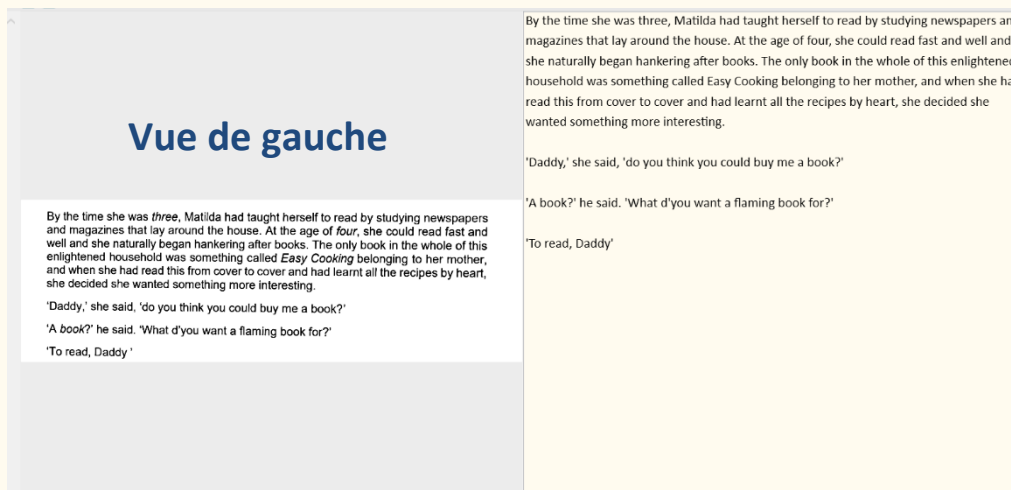 Vue de gauche
By the time she was three, Matilda had taught herself to read by studying newspapers
and magazines that lay around the house. At the age of four, she could read fast and
well and she naturally began hankering after books. The only book in the whole of this
enlightened household was something called Easy Cooking belonging to her mother,
and when she had read this from cover to cover and had learnt all the recipes by heart,
she decided she wanted something more interesting.
'Daddy,' she said, 'do you think you could buy me a book?'
'A book?' he said. 'What d'you want a flaming book for?'
'To read, Daddy '
By the time she was three, Matilda had taught herself to read by studying newspapers
magazines that lay around the house. At the age of four, she could read fast and well and
she naturally began hankering after books. The only book in the whole of this
household was something called Easy Cooking belonging to her mother, and when she
read this from cover to cover and had learnt all the recipes by heart, she decided she
wanted something more interesting.
'Daddy,' she said, 'do you think you could buy me a book?'
'A book?' he said. 'What d'you want a flaming book for?'
'To read, Daddy'